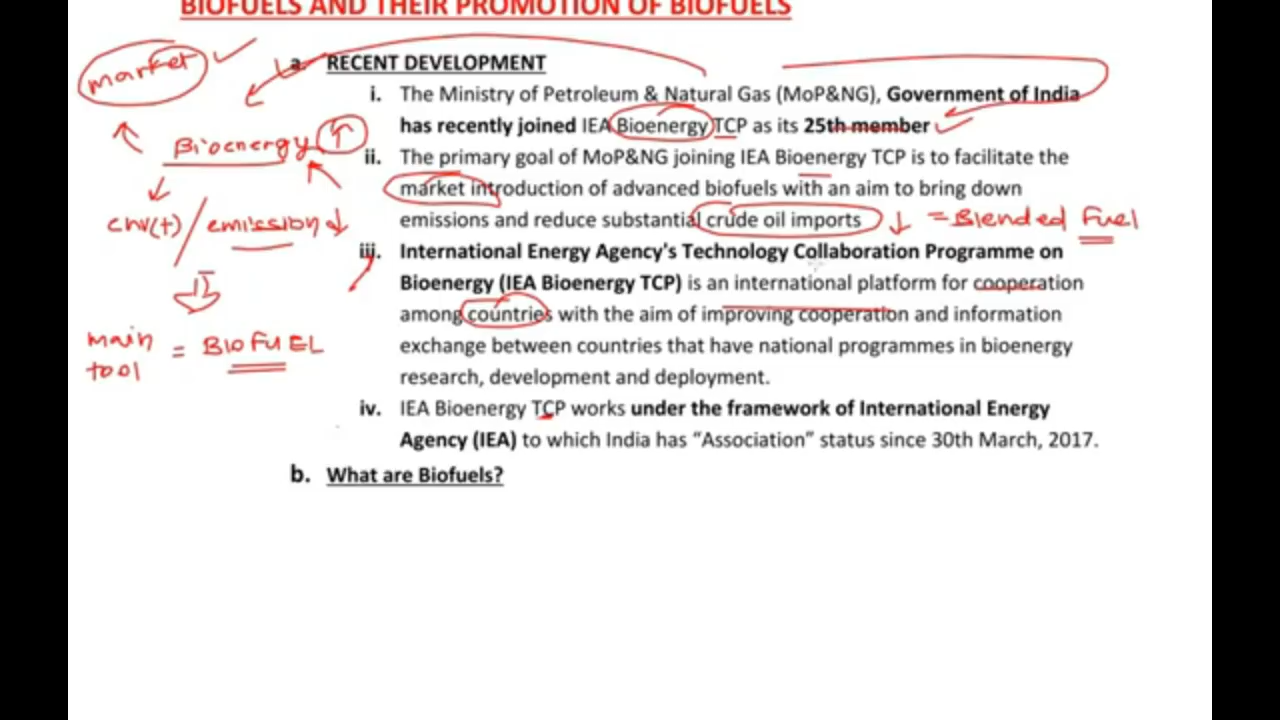 BIOFUELS AND THEIR PROMOTION OF BIOFUELS
market
a. RECENT DEVELOPMENT
i. The Ministry of Petroleum & Natural Gas (MoP&NG), Government of India
has recently joined IEA Bioenergy TCP as its 25th member
Bioenergy ↑
ii. The primary goal of MoP&NG joining IEA Bioenergy TCP is to facilitate the
market introduction of advanced biofuels with an aim to bring down
emissions and reduce substantial crude oil imports ↓ = Blended Fuel
env(t) / emission ↓
iii. International Energy Agency's Technology Collaboration Programme on
Bioenergy (IEA Bioenergy TCP) is an international platform for cooperation
among countries with the aim of improving cooperation and information
exchange between countries that have national programmes in bioenergy
research, development and deployment.
main tool = BIOFUEL
iv. IEA Bioenergy TCP works under the framework of International Energy
Agency (IEA) to which India has "Association" status since 30th March, 2017.
b. What are Biofuels?